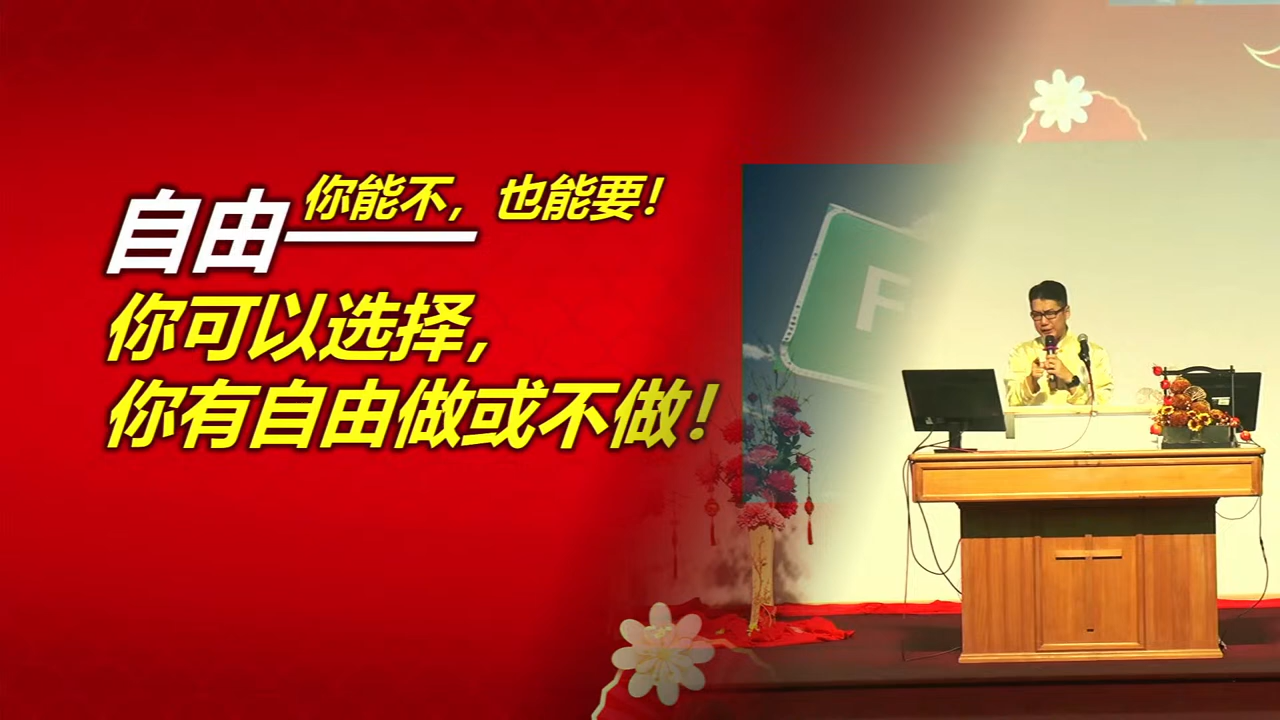 自由——你能不，也能要！
你可以选择，
你有自由做或不做！
F